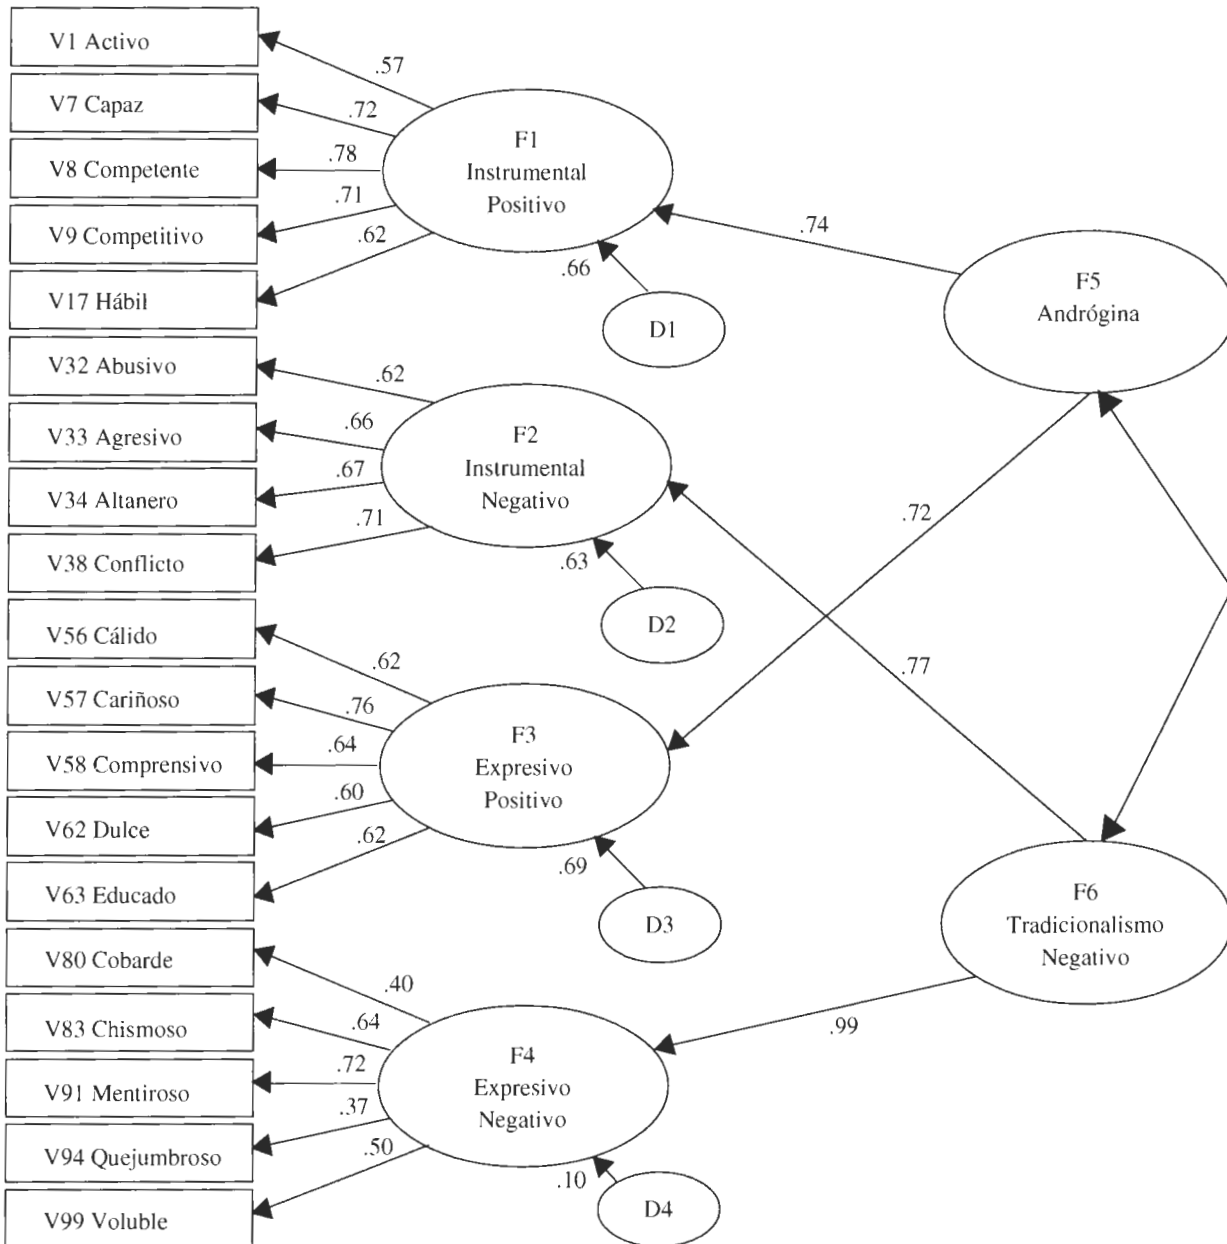 V1 Activo
V7 Capaz
V8 Competente
V9 Competitivo
V17 Hábil
V32 Abusivo
V33 Agresivo
V34 Altanero
V38 Conflicto
V56 Cálido
V57 Cariñoso
V58 Comprensivo
V62 Dulce
V63 Educado
V80 Cobarde
V83 Chismoso
V91 Mentiroso
V94 Quejumbroso
V99 Voluble
.57
.72
.78
.71
.62
.62
.66
.67
.71
.62
.76
.64
.60
.62
.40
.64
.72
.37
.50
F1
Instrumental
Positivo
.66
D1
F2
Instrumental
Negativo
.63
D2
F3
Expresivo
Positivo
.69
D3
F4
Expresivo
Negativo
.10
D4
.74
.72
.77
.99
F5
Andrógina
F6
Tradicionalismo
Negativo